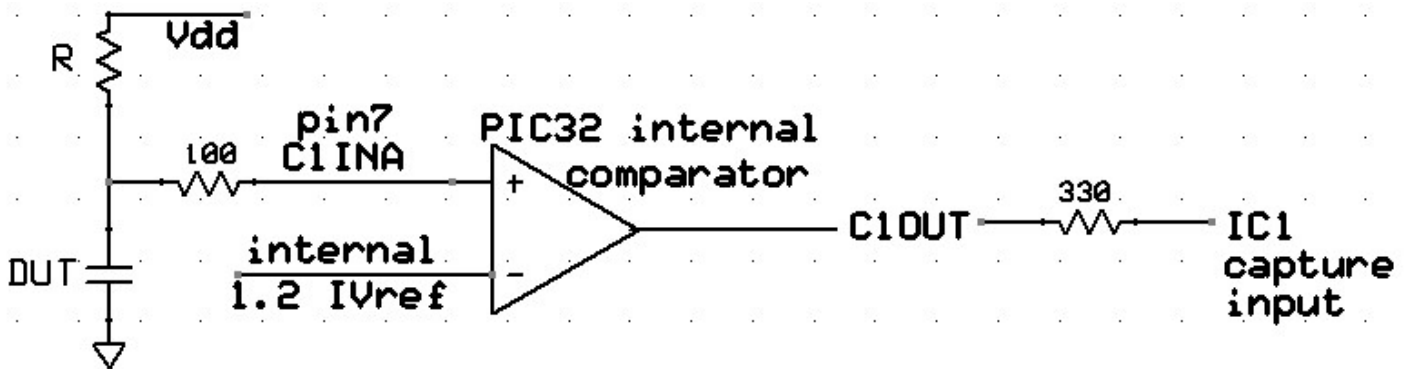 Vdd
R
pin7
100
C1INA
PIC32 internal
comparator
+
330
C1OUT
IC1
capture
input
internal
1.2 IVref
-
DUT